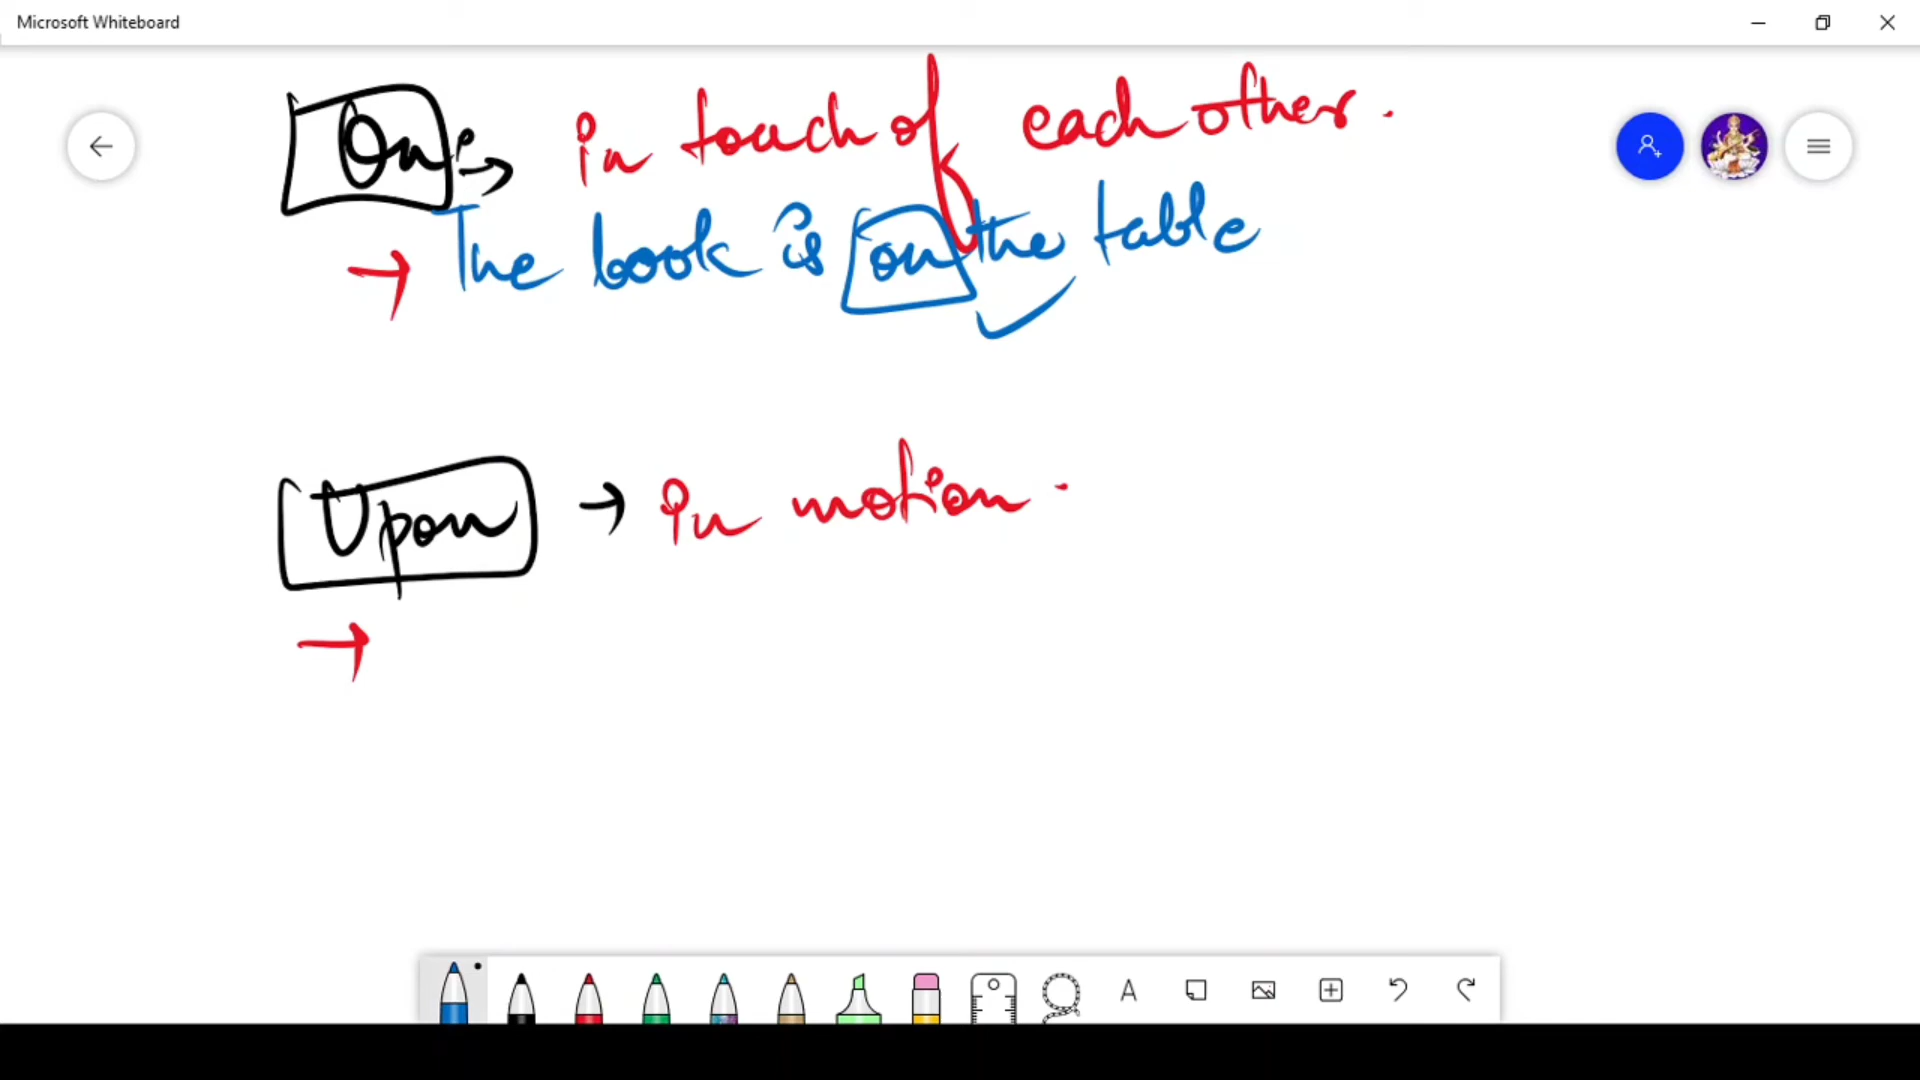 Microsoft Whiteboard
On → in touch of each other.
→ The book is on the table
Upon → in motion.
→
A